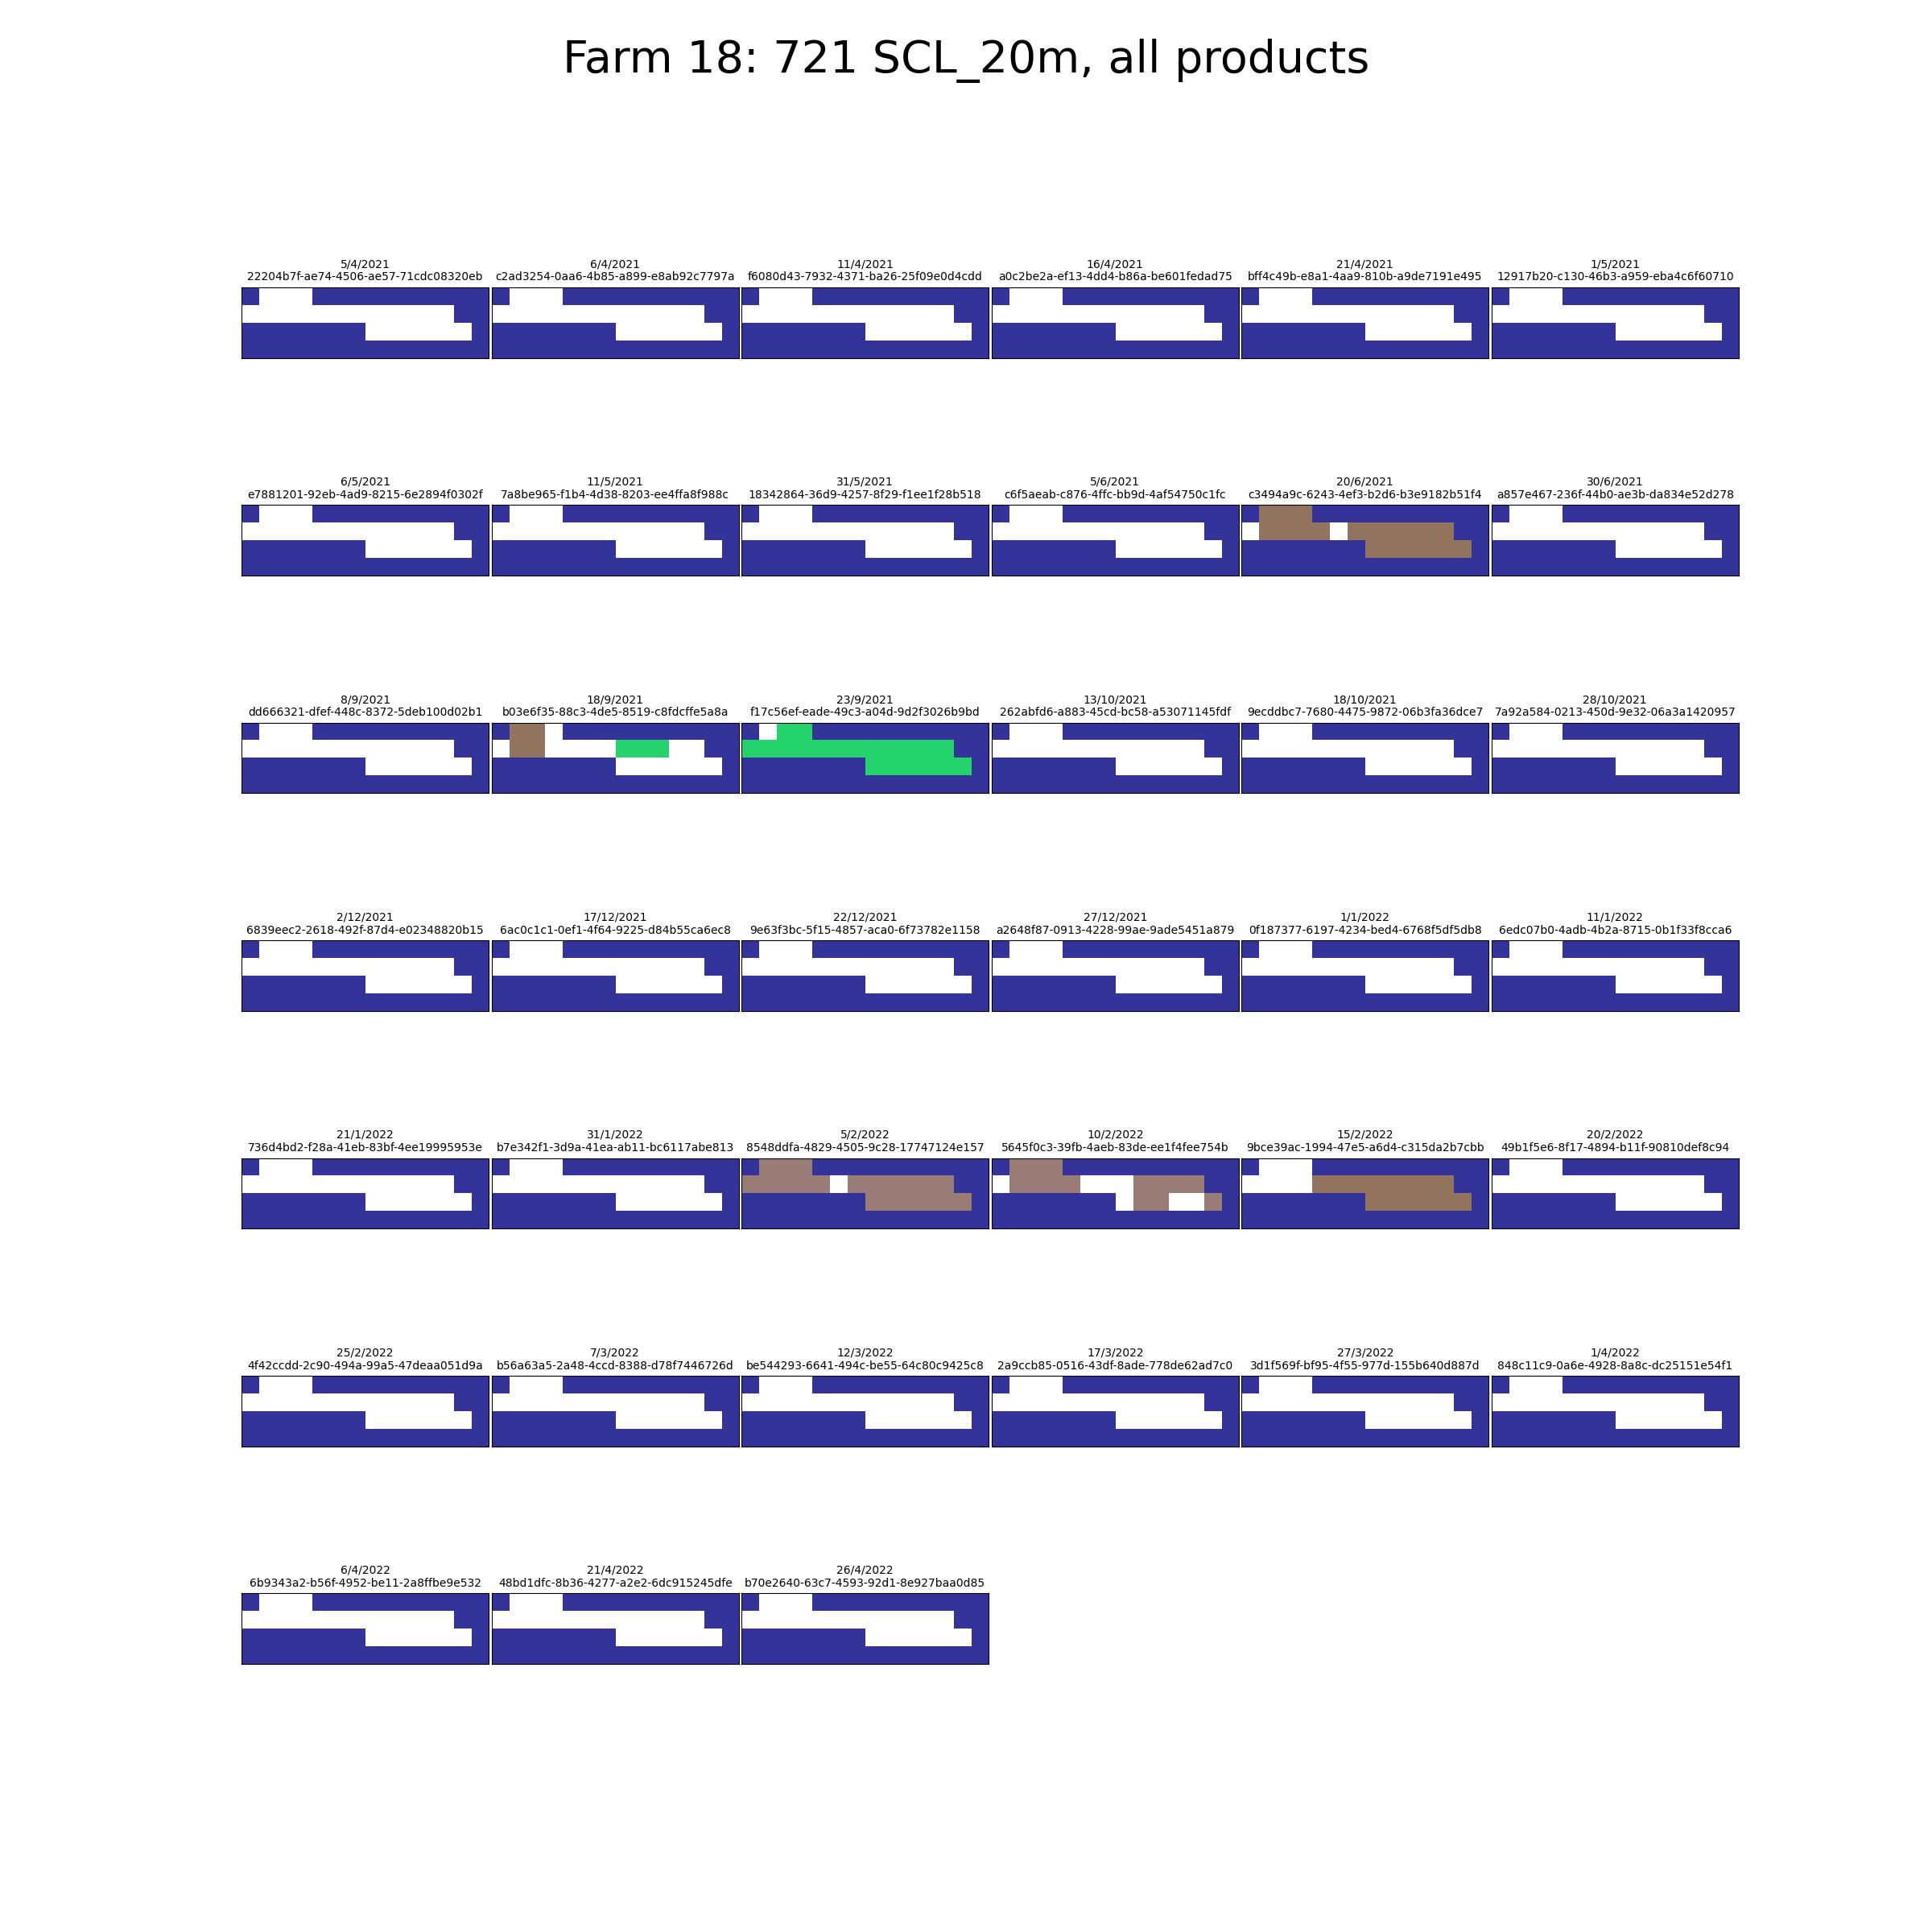 Farm 18: 721 SCL_20m, all products
5/4/2021
22204b7f-ae74-4506-ae57-71cdc08320eb
6/4/2021
c2ad3254-0aa6-4b85-a899-e8ab92c7797a
11/4/2021
f6080d43-7932-4371-ba26-25f09e0d4cdd
16/4/2021
a0c2be2a-ef13-4dd4-b86a-be601fedad75
21/4/2021
bff4c49b-e8a1-4aa9-810b-a9de7191e495
1/5/2021
12917b20-c130-46b3-a959-eba4c6f60710
6/5/2021
e7881201-92eb-4ad9-8215-6e2894f0302f
11/5/2021
7a8be965-f1b4-4d38-8203-ee4ffa8f988c
31/5/2021
18342864-36d9-4257-8f29-f1ee1f28b518
5/6/2021
c6f5aeab-c876-4ffc-bb9d-4af54750c1fc
20/6/2021
c3494a9c-6243-4ef3-b2d6-b3e9182b51f4
30/6/2021
a857e467-236f-44b0-ae3b-da834e52d278
8/9/2021
dd666321-dfef-448c-8372-5deb100d02b1
18/9/2021
b03e6f35-88c3-4de5-8519-c8fdcffe5a8a
23/9/2021
f17c56ef-eade-49c3-a04d-9d2f3026b9bd
13/10/2021
262abfd6-a883-45cd-bc58-a53071145fdf
18/10/2021
9ecddbc7-7680-4475-9872-06b3fa36dce7
28/10/2021
7a92a584-0213-450d-9e32-06a3a1420957
2/12/2021
6839eec2-2618-492f-87d4-e02348820b15
17/12/2021
6ac0c1c1-0ef1-4f64-9225-d84b55ca6ec8
22/12/2021
9e63f3bc-5f15-4857-aca0-6f73782e1158
27/12/2021
a2648f87-0913-4228-99ae-9ade5451a879
1/1/2022
0f187377-6197-4234-bed4-6768f5df5db8
11/1/2022
6edc07b0-4adb-4b2a-8715-0b1f33f8cca6
21/1/2022
736d4bd2-f28a-41eb-83bf-4ee19995953e
31/1/2022
b7e342f1-3d9a-41ea-ab11-bc6117abe813
5/2/2022
8548ddfa-4829-4505-9c28-17747124e157
10/2/2022
5645f0c3-39fb-4aeb-83de-ee1f4fee754b
15/2/2022
9bce39ac-1994-47e5-a6d4-c315da2b7cbb
20/2/2022
49b1f5e6-8f17-4894-b11f-90810def8c94
25/2/2022
4f42ccdd-2c90-494a-99a5-47deaa051d9a
7/3/2022
b56a63a5-2a48-4ccd-8388-d78f7446726d
12/3/2022
be544293-6641-494c-be55-64c80c9425c8
17/3/2022
2a9ccb85-0516-43df-8ade-778de62ad7c0
27/3/2022
3d1f569f-bf95-4f55-977d-155b640d887d
1/4/2022
848c11c9-0a6e-4928-8a8c-dc25151e54f1
6/4/2022
6b9343a2-b56f-4952-be11-2a8ffbe9e532
21/4/2022
48bd1dfc-8b36-4277-a2e2-6dc915245dfe
26/4/2022
b70e2640-63c7-4593-92d1-8e927baa0d85